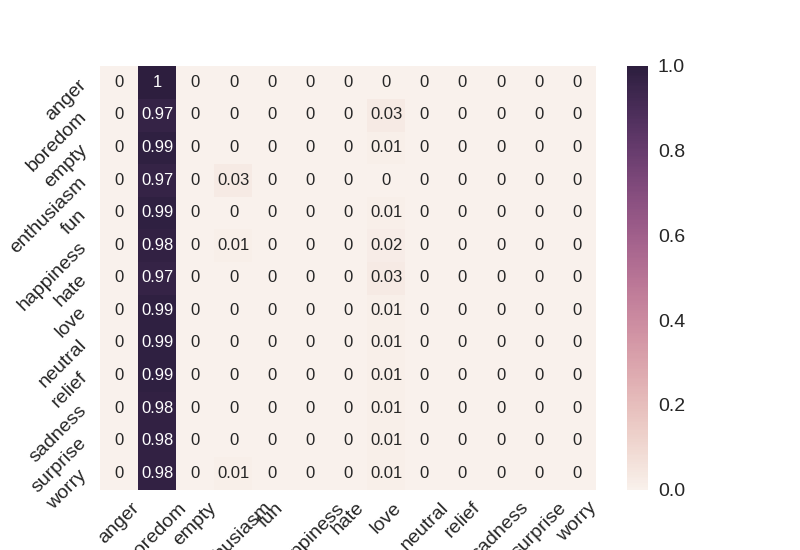 anger 0 1 0 0 0 0 0 0 0 0 0 0 0
boredom 0 0.97 0 0 0 0 0 0.03 0 0 0 0 0
empty 0 0.99 0 0 0 0 0 0.01 0 0 0 0 0
enthusiasm 0 0.97 0 0.03 0 0 0 0 0 0 0 0 0
fun 0 0.99 0 0 0 0 0 0.01 0 0 0 0 0
happiness 0 0.98 0 0.01 0 0 0 0.02 0 0 0 0 0
hate 0 0.97 0 0 0 0 0 0.03 0 0 0 0 0
love 0 0.99 0 0 0 0 0 0.01 0 0 0 0 0
neutral 0 0.99 0 0 0 0 0 0.01 0 0 0 0 0
relief 0 0.99 0 0 0 0 0 0.01 0 0 0 0 0
sadness 0 0.98 0 0 0 0 0 0.01 0 0 0 0 0
surprise 0 0.98 0 0 0 0 0 0.01 0 0 0 0 0
worry 0 0.98 0 0.01 0 0 0 0.01 0 0 0 0 0
anger oredom empty husiasm fun ppiness hate love neutral relief adness surprise worry
1.0
0.8
0.6
0.4
0.2
0.0